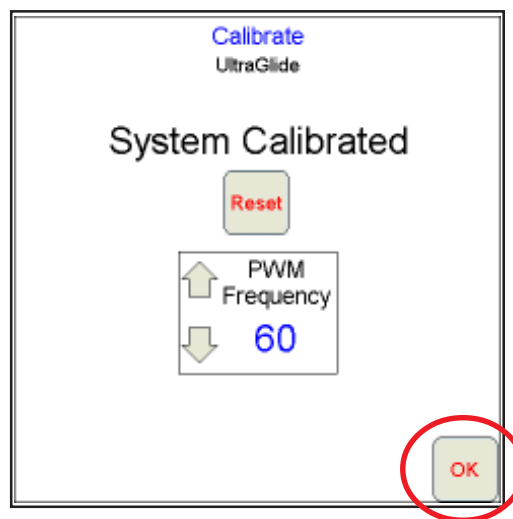 Calibrate
UltraGlide
System Calibrated
Reset
PWM
Frequency
60
OK